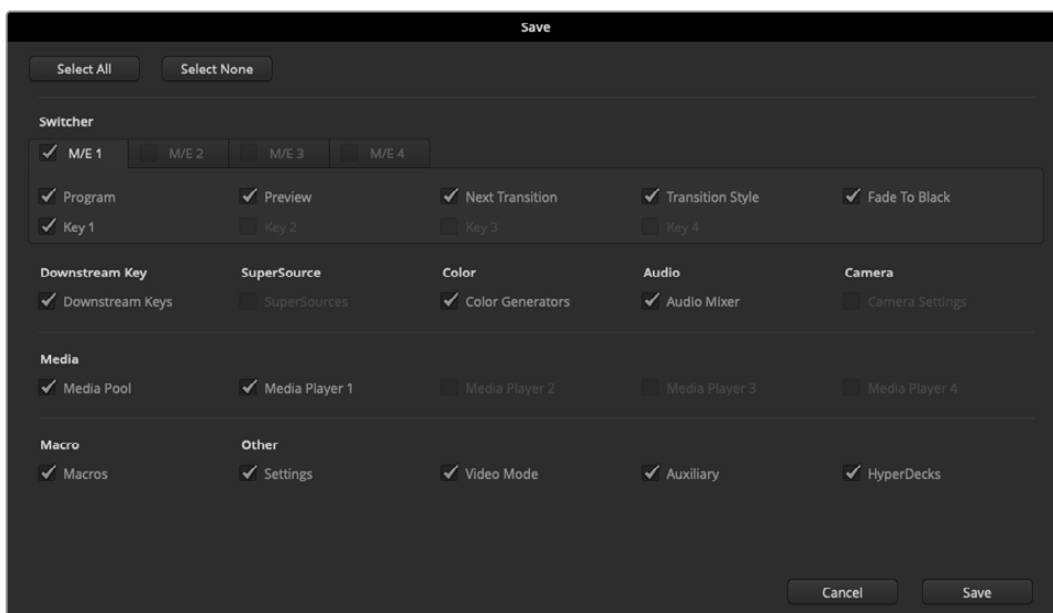 Save
Select All Select None
Switcher
M/E 1 M/E 2 M/E 3 M/E 4
Program Preview Next Transition Transition Style Fade To Black
Key 1 Key 2 Key 3 Key 4
Downstream Key SuperSource Color Audio Camera
Downstream Keys SuperSources Color Generators Audio Mixer Camera Settings
Media
Media Pool Media Player 1 Media Player 2 Media Player 3 Media Player 4
Macro Other
Macros Settings Video Mode Auxiliary HyperDecks
Cancel Save